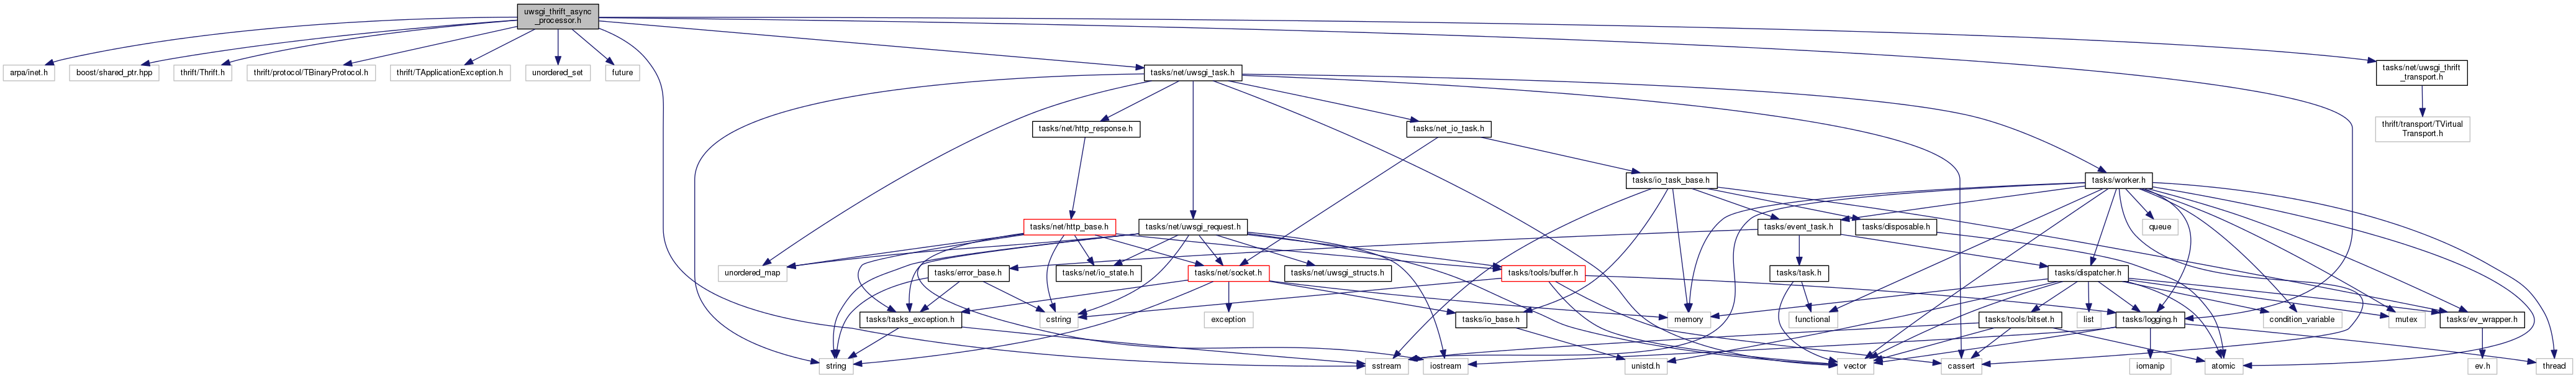 uwsgi_thrift_async
_processor.h
arpa/inet.h
boost/shared_ptr.hpp
thrift/Thrift.h
thrift/protocol/TBinaryProtocol.h
thrift/TApplicationException.h
unordered_set
future
tasks/net/uwsgi_task.h
tasks/net/uwsgi_thrift
_transport.h
tasks/net/http_response.h
tasks/net_io_task.h
thrift/transport/TVirtual
Transport.h
tasks/io_task_base.h
tasks/worker.h
tasks/net/http_base.h
tasks/net/uwsgi_request.h
tasks/event_task.h
tasks/disposable.h
queue
unordered_map
tasks/error_base.h
tasks/net/io_state.h
tasks/net/socket.h
tasks/net/uwsgi_structs.h
tasks/tools/buffer.h
tasks/task.h
tasks/dispatcher.h
tasks/tasks_exception.h
cstring
exception
tasks/io_base.h
memory
functional
tasks/tools/bitset.h
list
tasks/logging.h
condition_variable
mutex
tasks/ev_wrapper.h
string
sstream
iostream
unistd.h
vector
cassert
iomanip
atomic
ev.h
thread